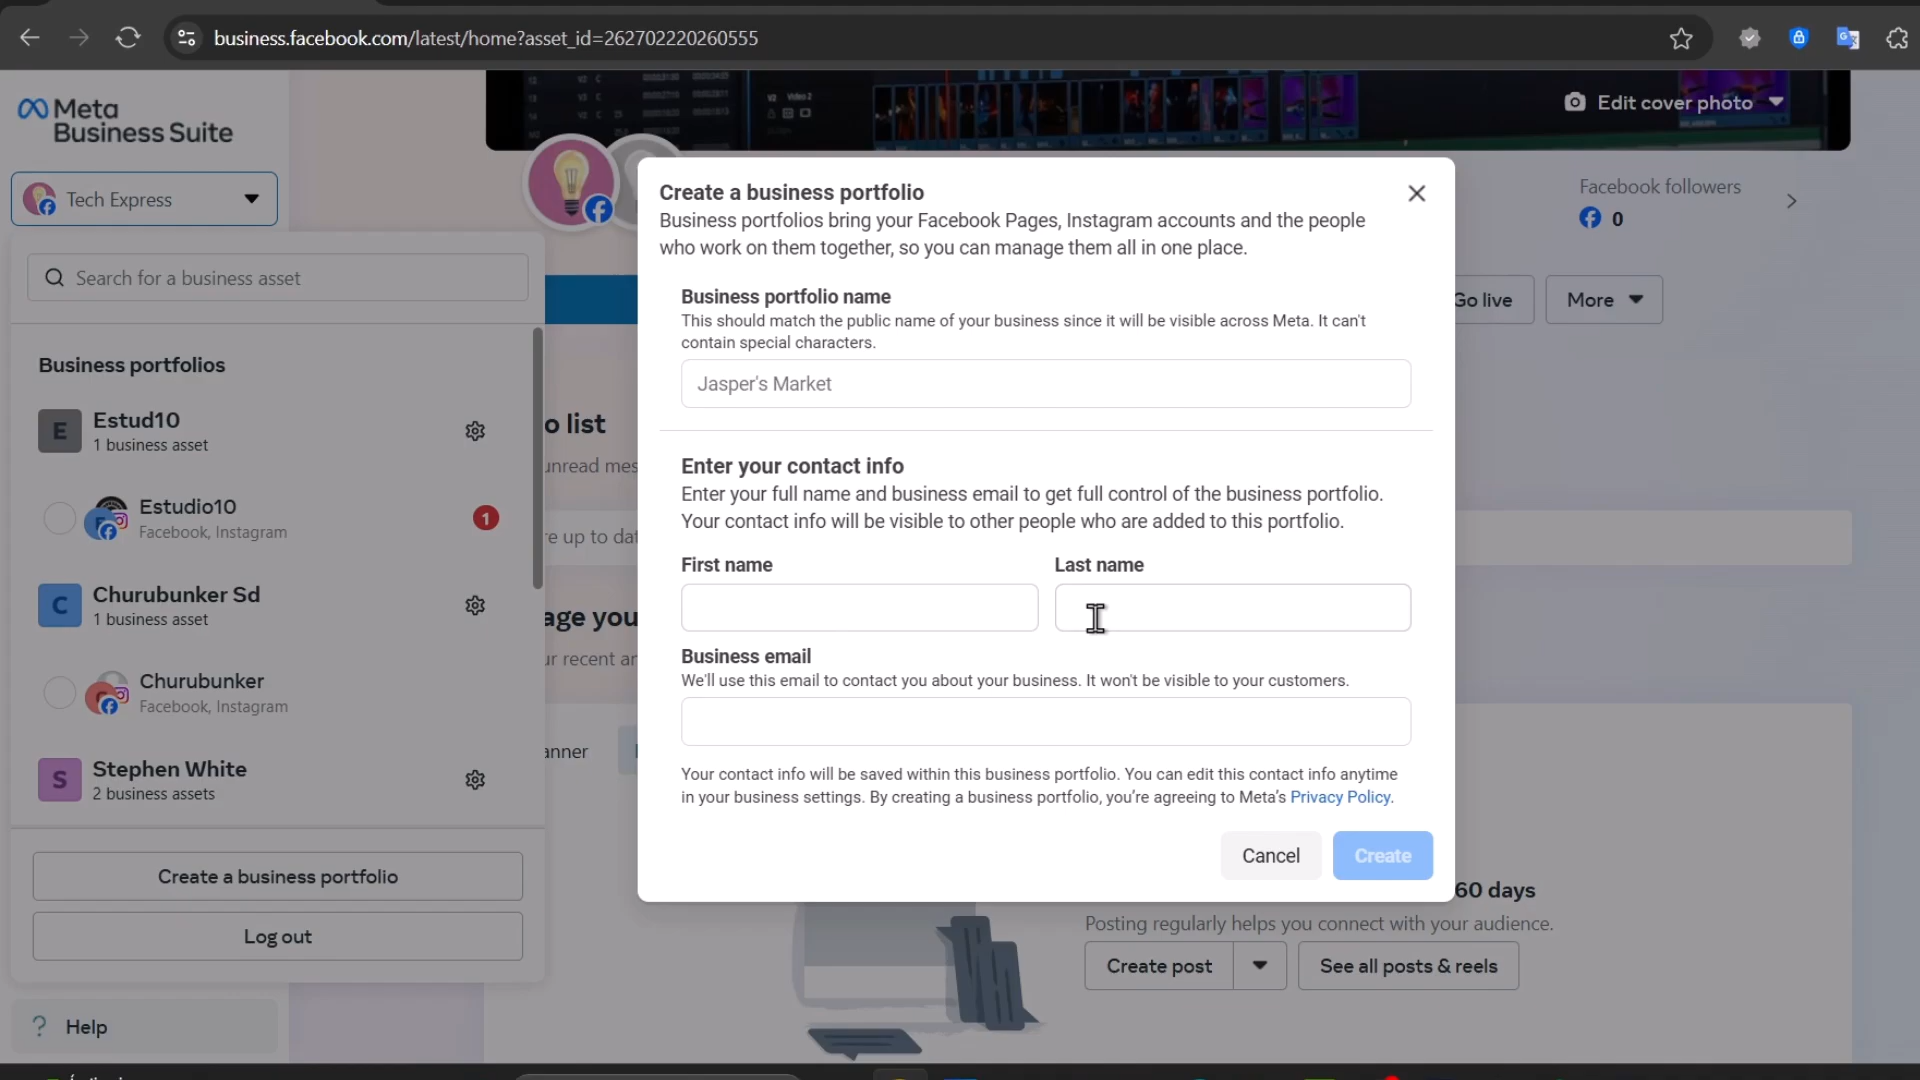 business.facebook.com/latest/home?asset_id=262702220260555
Meta
Business Suite
Tech Express
Search for a business asset
Business portfolios
E
Estud10
1 business asset
Estudio10
Facebook, Instagram
1
C
Churubunker Sd
1 business asset
Churubunker
Facebook, Instagram
S
Stephen White
2 business assets
Create a business portfolio
Log out
? Help
V2 Video 2
Edit cover photo
Facebook followers
0
Go live
More
o list
unread mes
re up to dat
age you
ur recent ar
anner
Create a business portfolio
Business portfolios bring your Facebook Pages, Instagram accounts and the people
who work on them together, so you can manage them all in one place.
Business portfolio name
This should match the public name of your business since it will be visible across Meta. It can't
contain special characters.
Jasper's Market
Enter your contact info
Enter your full name and business email to get full control of the business portfolio.
Your contact info will be visible to other people who are added to this portfolio.
First name
Last name
Business email
We'll use this email to contact you about your business. It won't be visible to your customers.
Your contact info will be saved within this business portfolio. You can edit this contact info anytime
in your business settings. By creating a business portfolio, you're agreeing to Meta's Privacy Policy.
Cancel
Create
60 days
Posting regularly helps you connect with your audience.
Create post
See all posts & reels